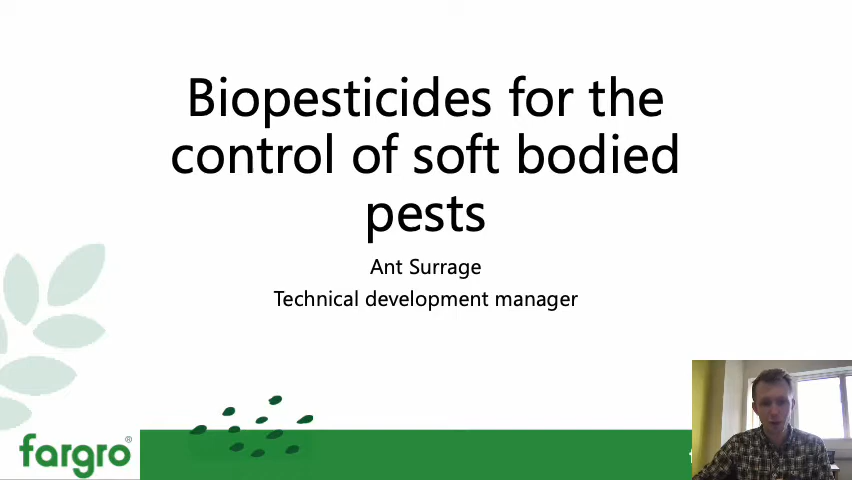 Biopesticides for the
control of soft bodied
pests
Ant Surrage
Technical development manager
fargro®